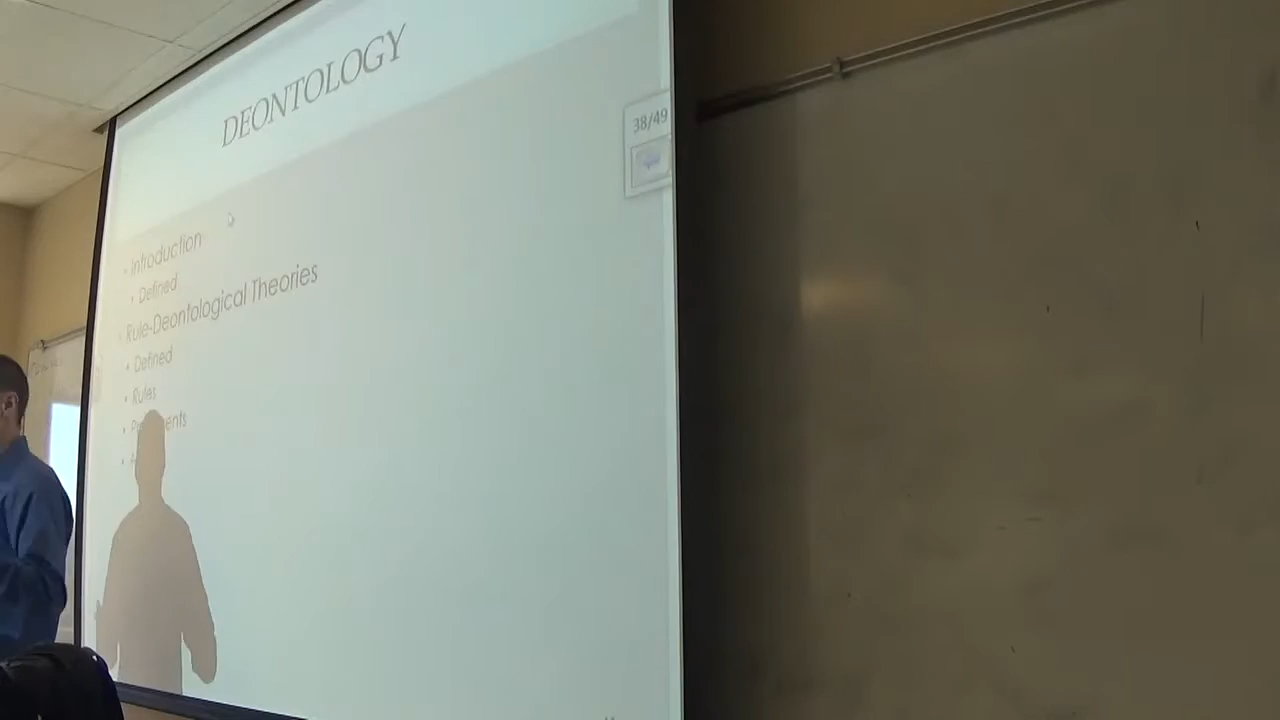 DEONTOLOGY
38/49
• Introduction
• Defined
• Rule-Deontological Theories
• Defined
• Rules